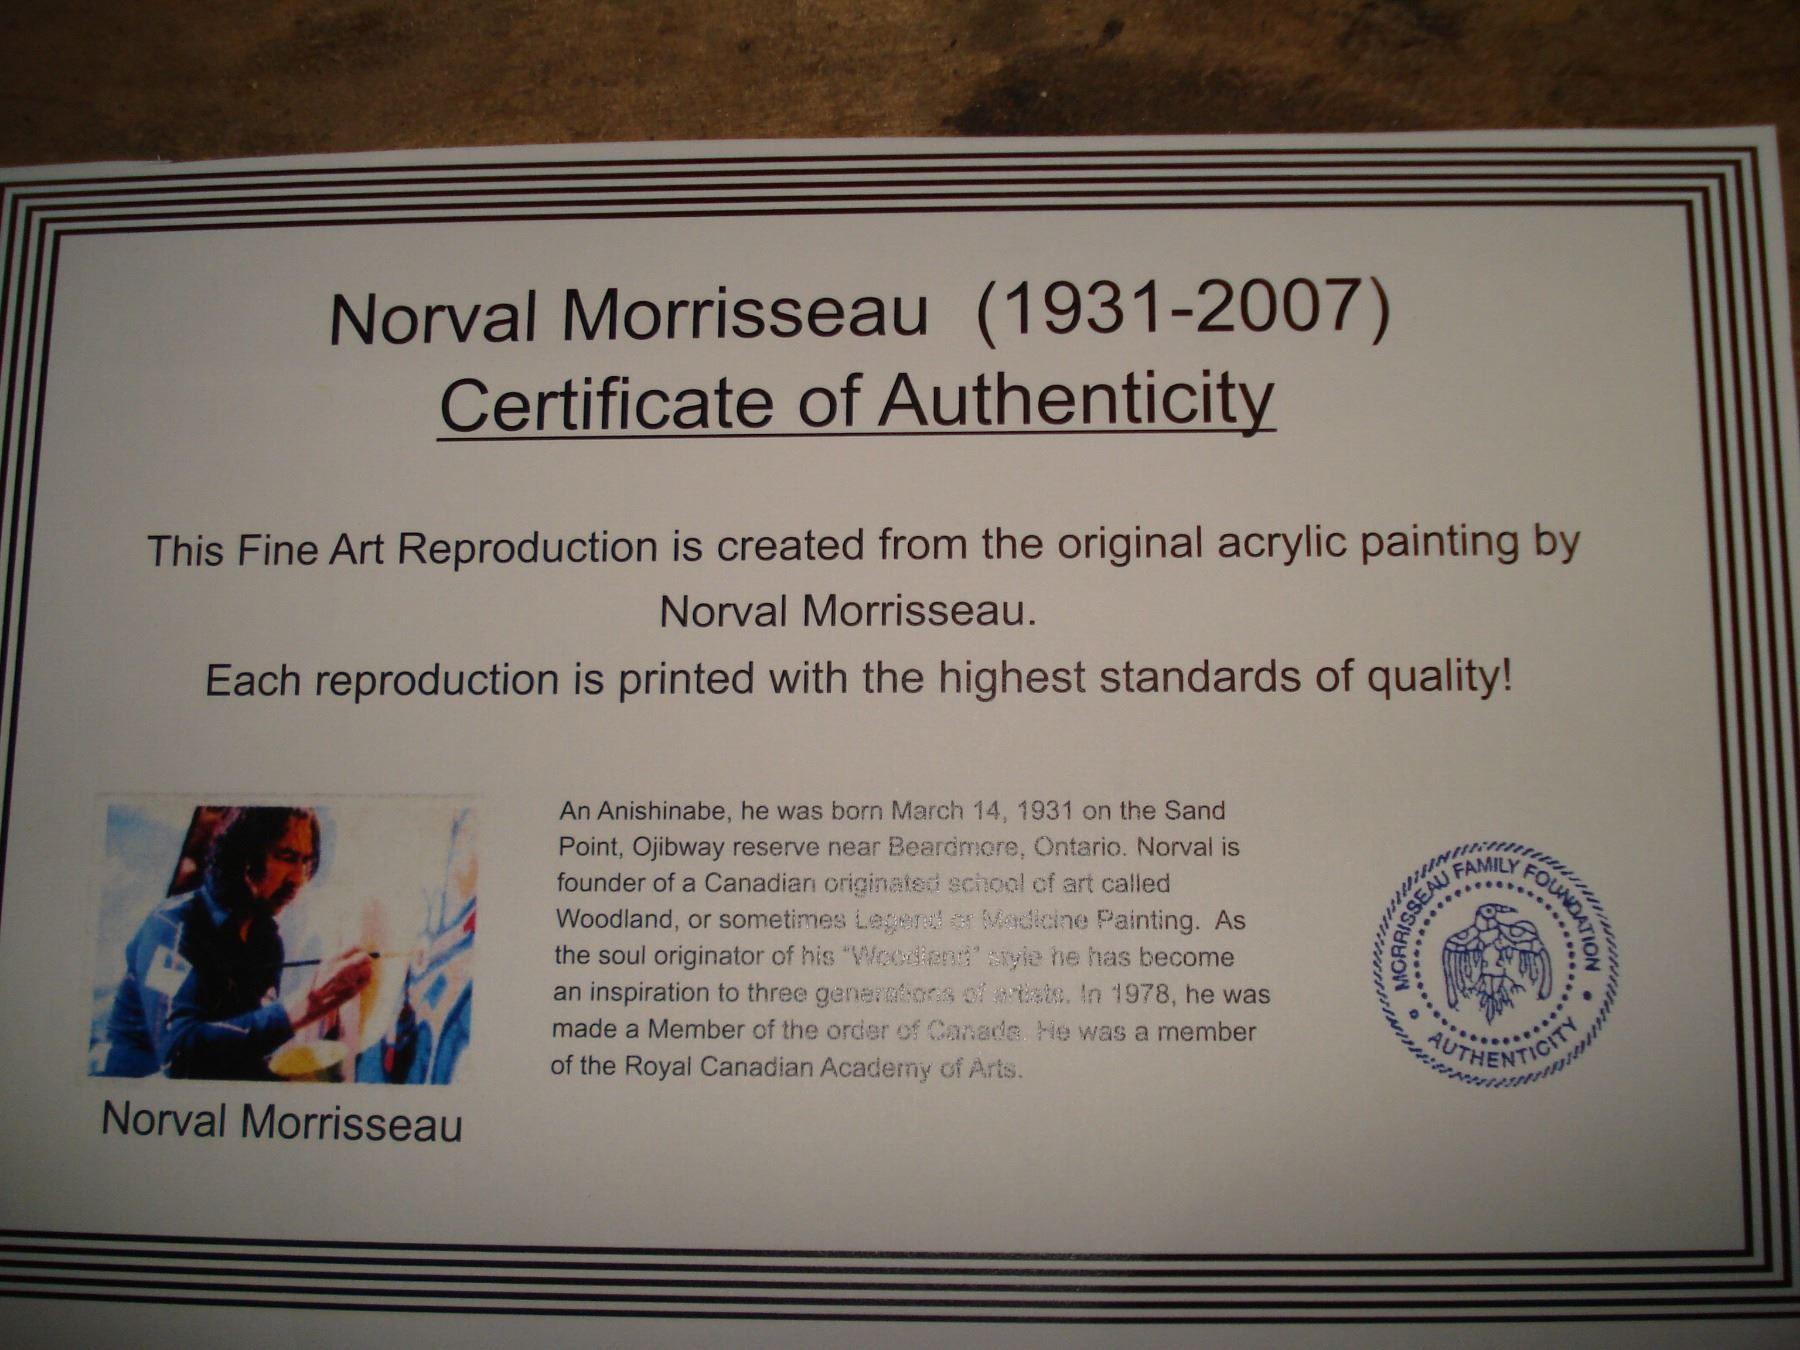 Norval Morrisseau (1931-2007)
Certificate of Authenticity
This Fine Art Reproduction is created from the original acrylic painting by
Norval Morrisseau.
Each reproduction is printed with the highest standards of quality!
An Anishinabe, he was born March 14, 1931 on the Sand
Point, Ojibway reserve near Beardmore, Ontario. Norval is
founder of a Canadian originated school of art called
Woodland, or sometimes Legend or Medicine Painting. As
the soul originator of his "Woodland" style he has become
an inspiration to three generations of artists. In 1978, he was
made a Member of the order of Canada. He was a member
of the Royal Canadian Academy of Arts.
Norval Morrisseau
MORRISSEAU FAMILY FOUNDATION
AUTHENTICITY